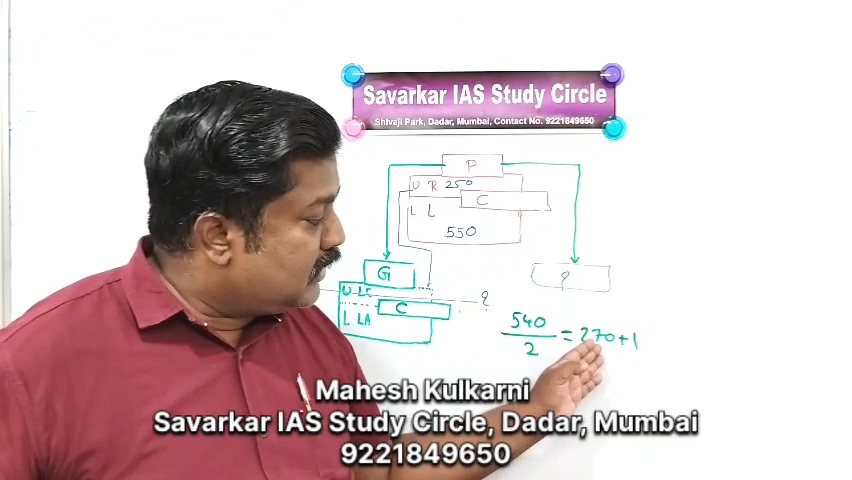 Savarkar IAS Study Circle
Shivaji Park, Dadar, Mumbai, Contact No. 9221849650
P
U R 250
C
L L
550
G
?
U LC
?
C
L LA
540
2
= 270+1
Mahesh Kulkarni
Savarkar IAS Study Circle, Dadar, Mumbai
9221849650